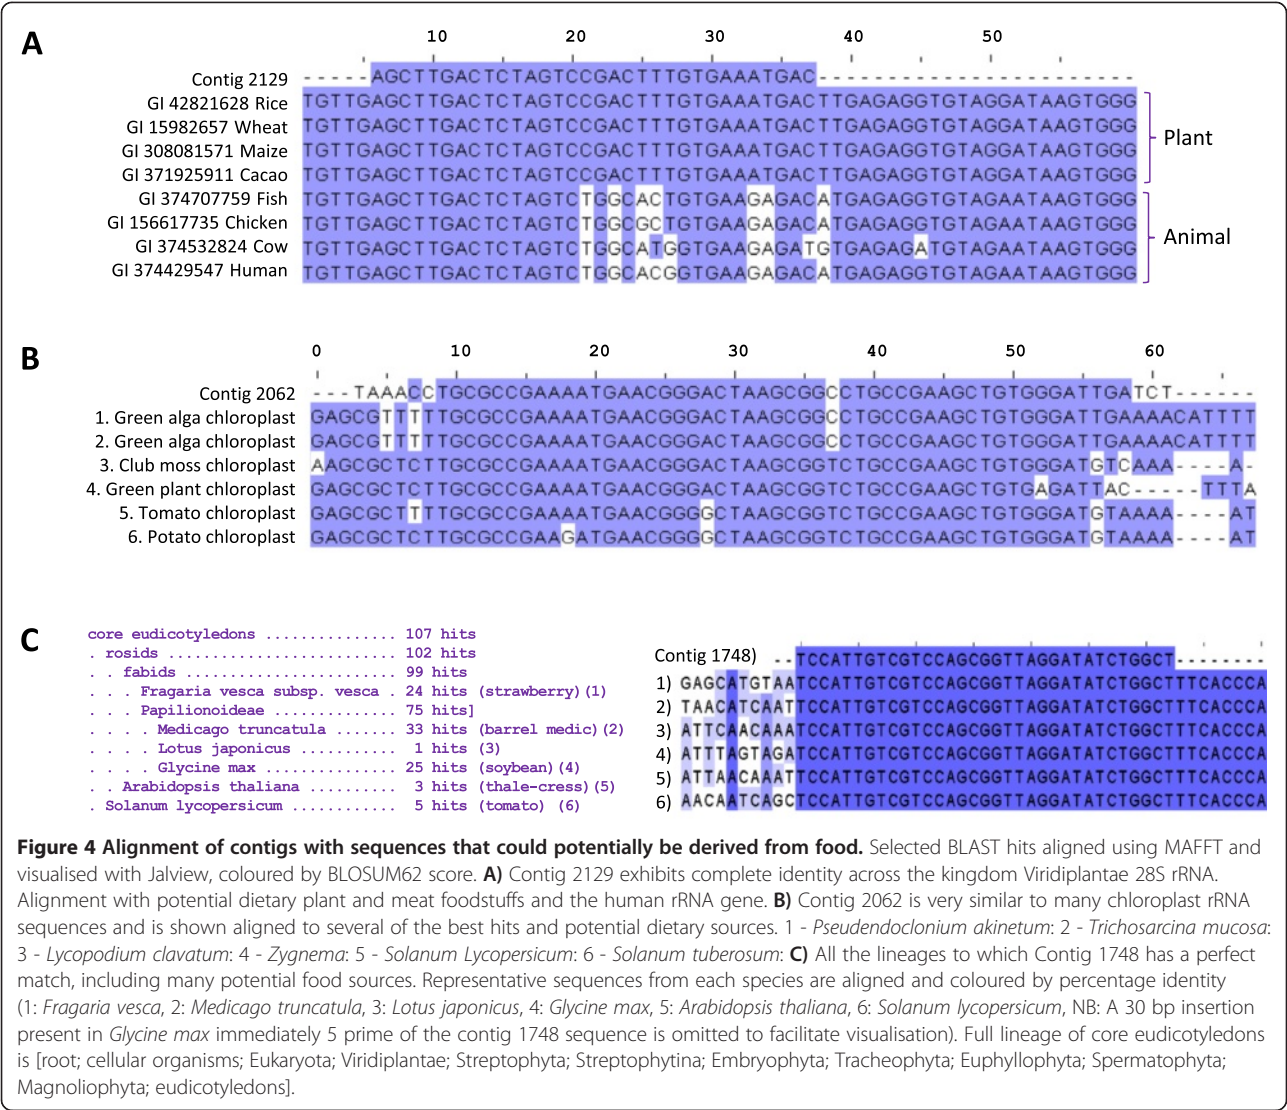 A
10 20 30 40 50
Contig 2129 -----AGCTTGACTCTAGTCCGACTTTGTGAAATGAC-----------------------
GI 42821628 Rice TGTTGAGCTTGACTCTAGTCCGACTTTGTGAAATGACTTGAGAGGTGTAGGATAAGTGGG
GI 15982657 Wheat TGTTGAGCTTGACTCTAGTCCGACTTTGTGAAATGACTTGAGAGGTGTAGGATAAGTGGG
GI 308081571 Maize TGTTGAGCTTGACTCTAGTCCGACTTTGTGAAATGACTTGAGAGGTGTAGGATAAGTGGG
GI 371925911 Cacao TGTTGAGCTTGACTCTAGTCCGACTTTGTGAAATGACTTGAGAGGTGTAGGATAAGTGGG
Plant
GI 374707759 Fish TGTTGAGCTTGACTCTAGTCTGGCACTGTGAAGAGACATGAGAGGTGTAGAATAAGTGGG
GI 156617735 Chicken TGTTGAGCTTGACTCTAGTCTGGCGCTGTGAAGAGACATGAGAGGTGTAGAATAAGTGGG
GI 374532824 Cow TGTTGAGCTTGACTCTAGTCTGGCATGGTGAAGAGATGTGAGAGATGTAGAATAAGTGGG
GI 374429547 Human TGTTGAGCTTGACTCTAGTCTGGCACGGTGAAGAGACATGAGAGGTGTAGAATAAGTGGG
Animal
B
0 10 20 30 40 50 60
Contig 2062 ---TAAACCTGCGCCGAAAATGAACGGGACTAAGCGGCCTGCCGAAGCTGTGGGATTGATCT------
1. Green alga chloroplast GAGCGTTTTTGCGCCGAAAATGAACGGGACTAAGCGGCCTGCCGAAGCTGTGGGATTGAAAACATTTT
2. Green alga chloroplast GAGCGTTTTTGCGCCGAAAATGAACGGGACTAAGCGGCCTGCCGAAGCTGTGGGATTGAAAACATTTT
3. Club moss chloroplast AAGCGCTCTTGCGCCGAAAATGAACGGGACTAAGCGGTCTGCCGAAGCTGTGGGATGTCAAA----A-
4. Green plant chloroplast GAGCGCTCTTGCGCCGAAAATGAACGGGACTAAGCGGTCTGCCGAAGCTGTGAGATTAC-----TTTA
5. Tomato chloroplast GAGCGCTTTTGCGCCGAAAATGAACGGGGCTAAGCGGTCTGCCGAAGCTGTGGGATGTAAAA----AT
6. Potato chloroplast GAGCGCTCTTGCGCCGAAGATGAACGGGGCTAAGCGGTCTGCCGAAGCTGTGGGATGTAAAA----AT
C
core eudicotyledons ............... 107 hits
. rosids .......................... 102 hits
. . fabids ......................... 99 hits
. . . Fragaria vesca subsp. vesca . 24 hits (strawberry)(1)
. . . Papilionoideae ............... 75 hits]
. . . . Medicago truncatula ....... 33 hits (barrel medic)(2)
. . . . Lotus japonicus ........... 1 hits (3)
. . . . Glycine max ............... 25 hits (soybean)(4)
. . Arabidopsis thaliana .......... 3 hits (thale-cress)(5)
. Solanum lycopersicum ............ 5 hits (tomato) (6)
Contig 1748) --TCCATTGTCGTCCAGCGGTTAGGATATCTGGCT--------
1) GAGCATGTAATCCATTGTCGTCCAGCGGTTAGGATATCTGGCTTTCACCCA
2) TAACATCAATTCCATTGTCGTCCAGCGGTTAGGATATCTGGCTTTCACCCA
3) ATTCAACAAATCCATTGTCGTCCAGCGGTTAGGATATCTGGCTTTCACCCA
4) ATTTAGTAGATCCATTGTCGTCCAGCGGTTAGGATATCTGGCTTTCACCCA
5) ATTAACAAATTCCATTGTCGTCCAGCGGTTAGGATATCTGGCTTTCACCCA
6) AACAATCAGCTCCATTGTCGTCCAGCGGTTAGGATATCTGGCTTTCACCCA
Figure 4 Alignment of contigs with sequences that could potentially be derived from food. Selected BLAST hits aligned using MAFFT and
visualised with Jalview, coloured by BLOSUM62 score. A) Contig 2129 exhibits complete identity across the kingdom Viridiplantae 28S rRNA.
Alignment with potential dietary plant and meat foodstuffs and the human rRNA gene. B) Contig 2062 is very similar to many chloroplast rRNA
sequences and is shown aligned to several of the best hits and potential dietary sources. 1 - Pseudendoclonium akinetum: 2 - Trichosarcina mucosa:
3 - Lycopodium clavatum: 4 - Zygnema: 5 - Solanum Lycopersicum: 6 - Solanum tuberosum: C) All the lineages to which Contig 1748 has a perfect
match, including many potential food sources. Representative sequences from each species are aligned and coloured by percentage identity
(1: Fragaria vesca, 2: Medicago truncatula, 3: Lotus japonicus, 4: Glycine max, 5: Arabidopsis thaliana, 6: Solanum lycopersicum, NB: A 30 bp insertion
present in Glycine max immediately 5 prime of the contig 1748 sequence is omitted to facilitate visualisation). Full lineage of core eudicotyledons
is [root; cellular organisms; Eukaryota; Viridiplantae; Streptophyta; Streptophytina; Embryophyta; Tracheophyta; Euphyllophyta; Spermatophyta;
Magnoliophyta; eudicotyledons].